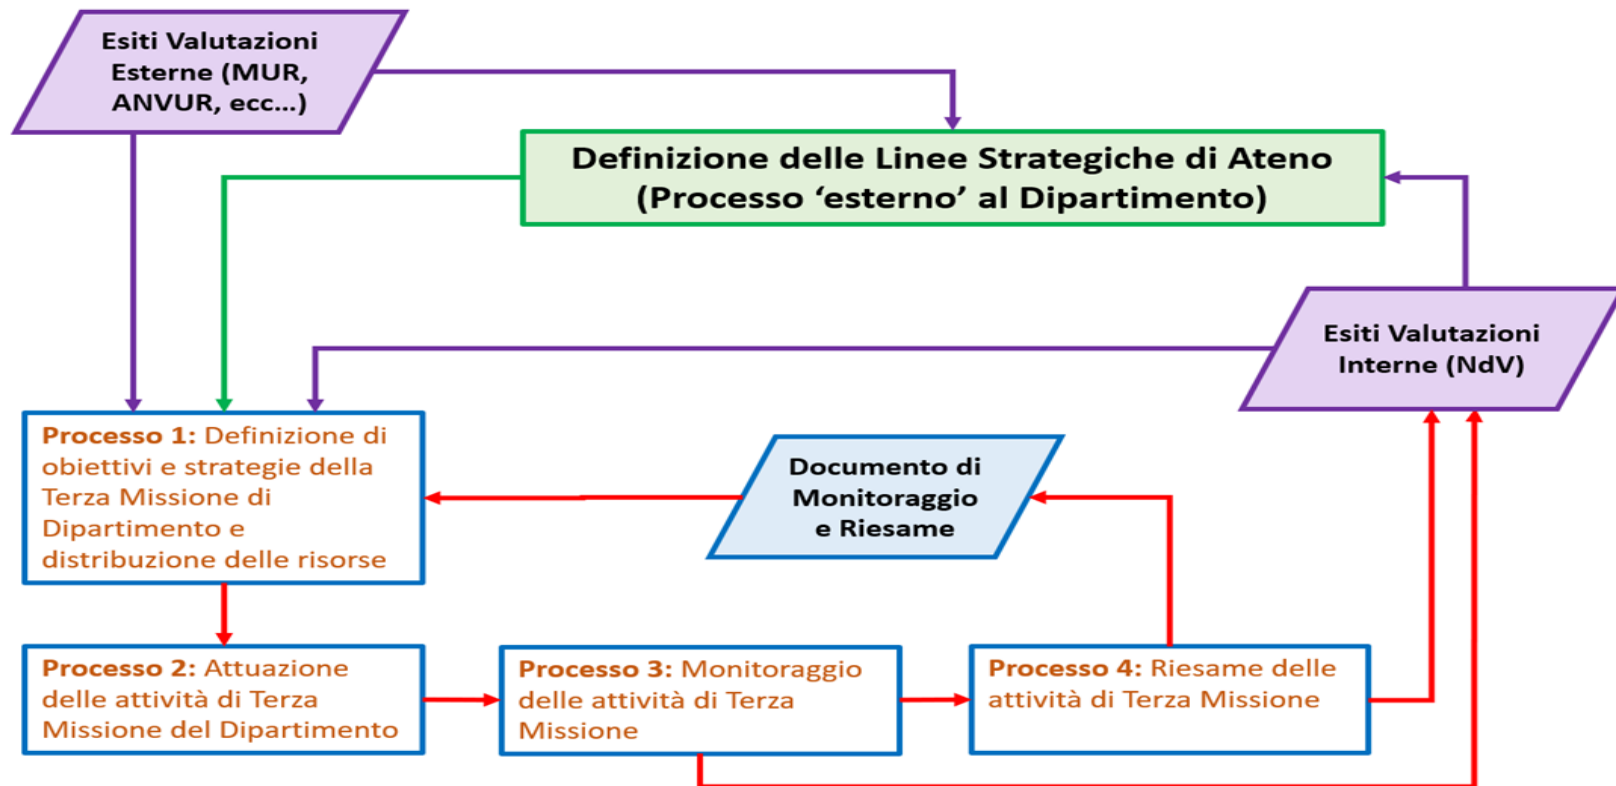 Esiti Valutazioni
Esterne (MUR,
ANVUR, ecc...)
Definizione delle Linee Strategiche di Ateno
(Processo ‘esterno’ al Dipartimento)
Esiti Valutazioni
Interne (NdV)
Processo 1: Definizione di
obiettivi e strategie della
Terza Missione di
Dipartimento e
distribuzione delle risorse
Documento di
Monitoraggio
e Riesame
Processo 2: Attuazione
delle attività di Terza
Missione del Dipartimento
Processo 3: Monitoraggio
delle attività di Terza
Missione
Processo 4: Riesame delle
attività di Terza Missione